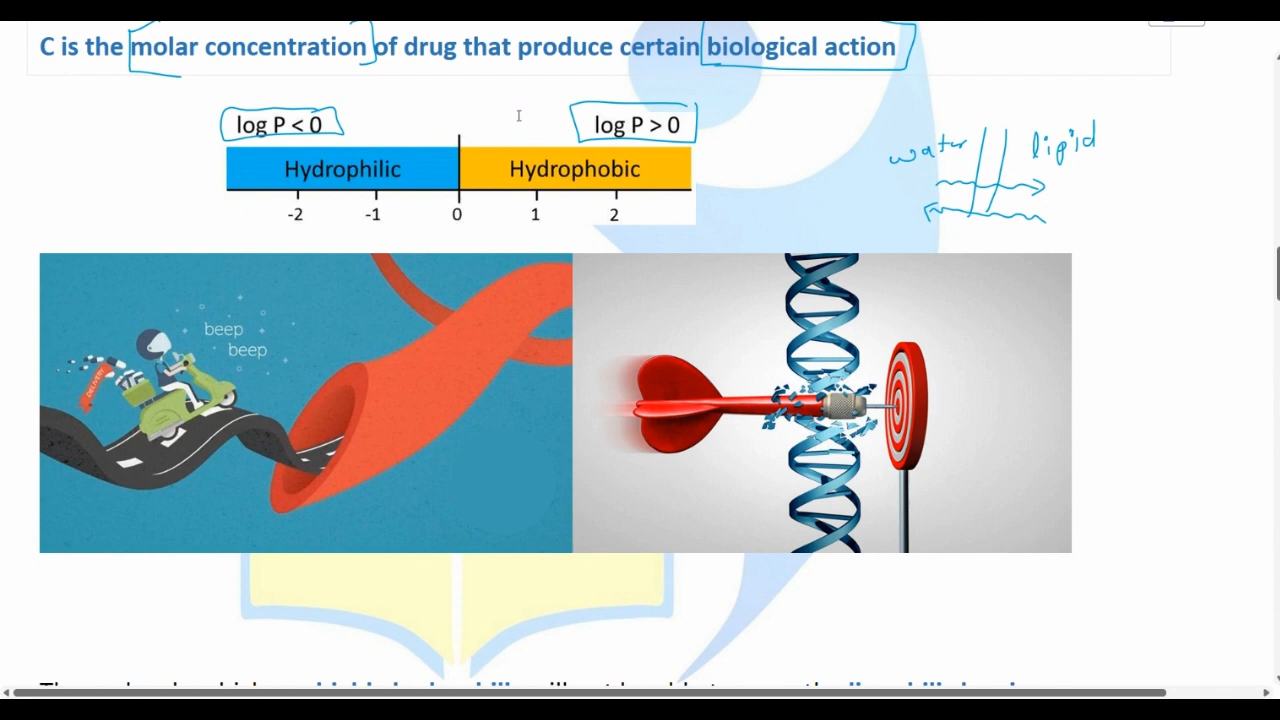 C is the molar concentration of drug that produce certain biological action
log P < 0 log P > 0
water lipid
Hydrophilic Hydrophobic
-2 -1 0 1 2
beep
beep
DELIVERY